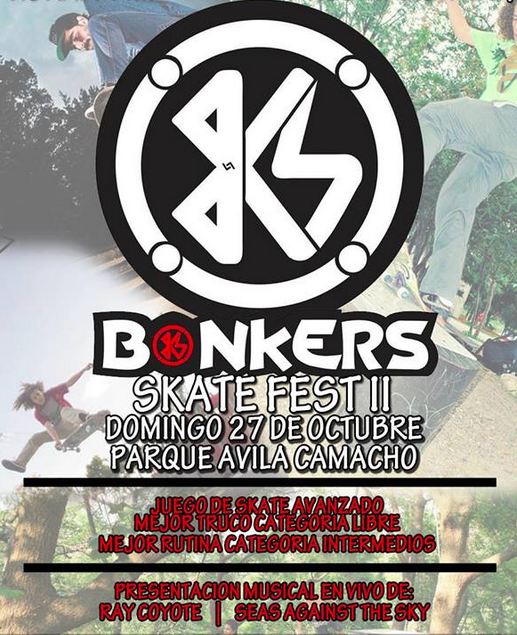 BKS
BONKERS
SKATE FEST II
DOMINGO 27 DE OCTUBRE
PARQUE AVILA CAMACHO
JUEGO DE SKATE AVANZADO
MEJOR TRUCO CATEGORIA LIBRE
MEJOR RUTINA CATEGORIA INTERMEDIOS
PRESENTACION MUSICAL EN VIVO DE:
RAY COYOTE | SEAS AGAINST THE SKY